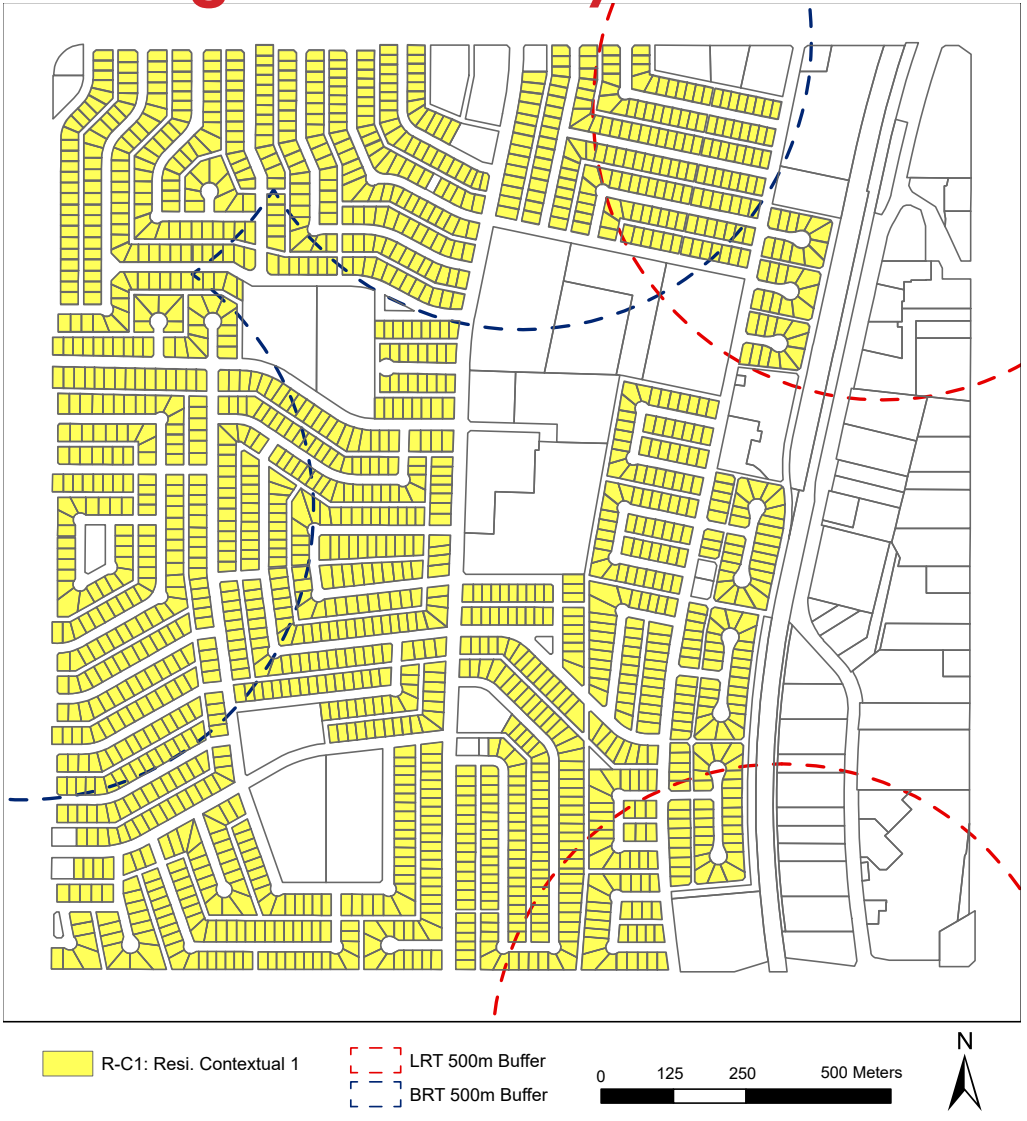 R-C1: Resi. Contextual 1
LRT 500m Buffer
BRT 500m Buffer
0 125 250 500 Meters
N